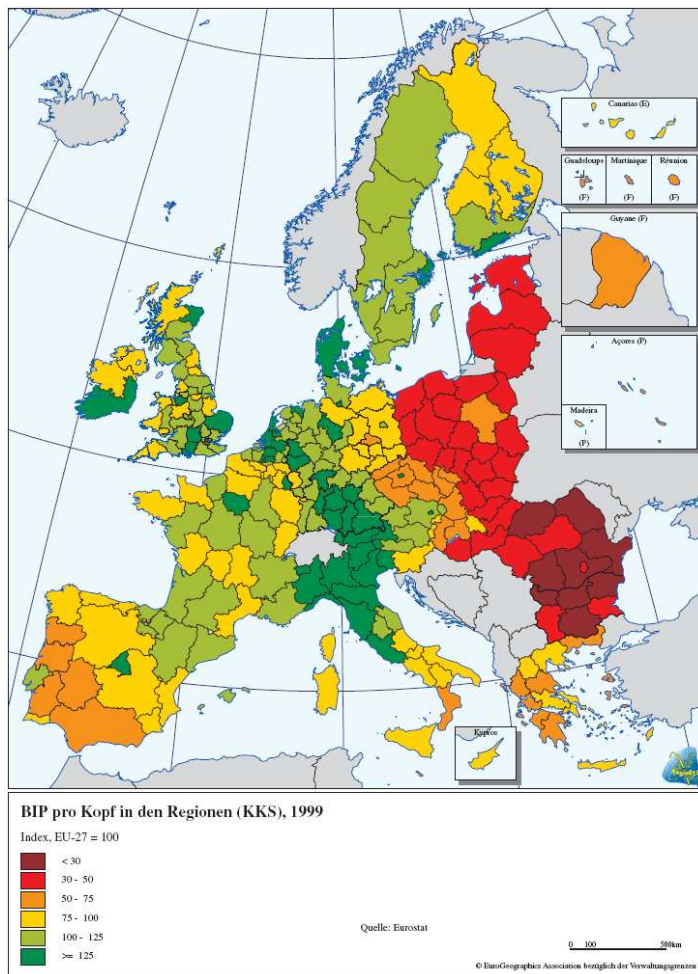 Canarias (E)
Guadeloupe Martinique Réunion
(F) (F) (F)
Guyane (F)
Açores (P)
Madeira
(P)
Kypros
BIP pro Kopf in den Regionen (KKS), 1999
Index, EU-27 = 100
< 30
30 - 50
50 - 75
75 - 100
100 - 125
>= 125
Quelle: Eurostat
0 100 500km
© EuroGeographics Association bezüglich der Verwaltungsgrenzen